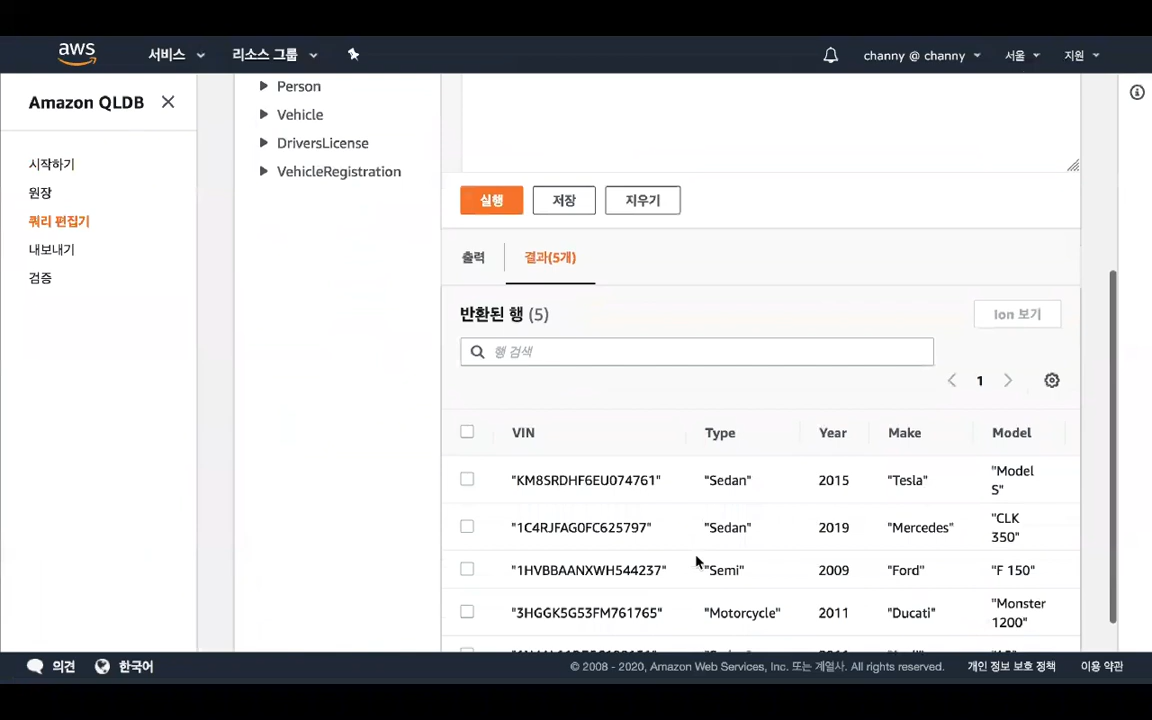 aws
서비스
리소스 그룹
channy @ channy
서울
지원
Amazon QLDB
시작하기
원장
쿼리 편집기
내보내기
검증
Person
Vehicle
DriversLicense
VehicleRegistration
실행 저장 지우기
출력 결과(5개)
반환된 행 (5)
Ion 보기
행 검색
1
VIN Type Year Make Model
"KM8SRDHF6EU074761" "Sedan" 2015 "Tesla" "Model
S"
"1C4RJFAG0FC625797" "Sedan" 2019 "Mercedes" "CLK
350"
"1HVBBAANXWH544237" "Semi" 2009 "Ford" "F 150"
"3HGGK5G53FM761765" "Motorcycle" 2011 "Ducati" "Monster
1200"
의견 한국어
© 2008 - 2020, Amazon Web Services, Inc. 또는 계열사. All rights reserved. 개인 정보 보호 정책 이용 약관